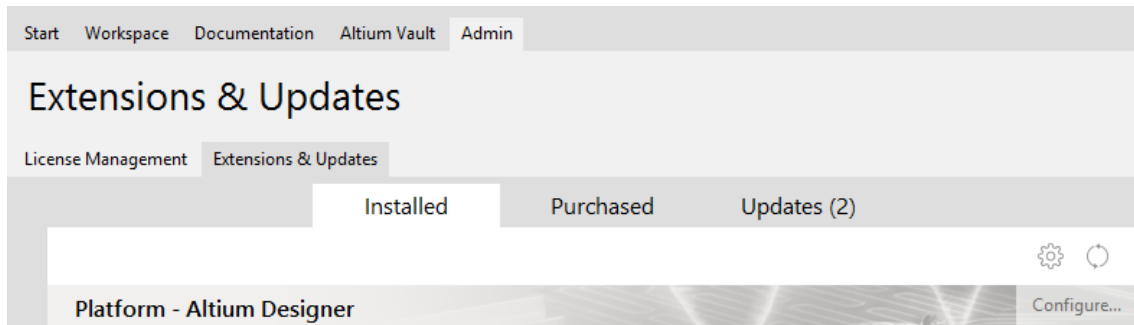 Start Workspace Documentation Altium Vault Admin
Extensions & Updates
License Management Extensions & Updates
Installed Purchased Updates (2)
Platform - Altium Designer Configure...